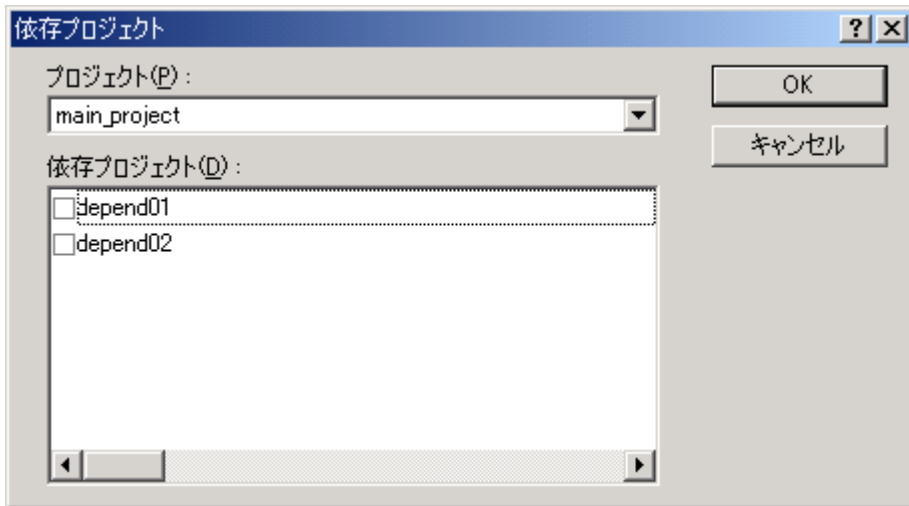 依存プロジェクト
プロジェクト(P):
main_project
OK
キャンセル
依存プロジェクト(D):
depend01
depend02